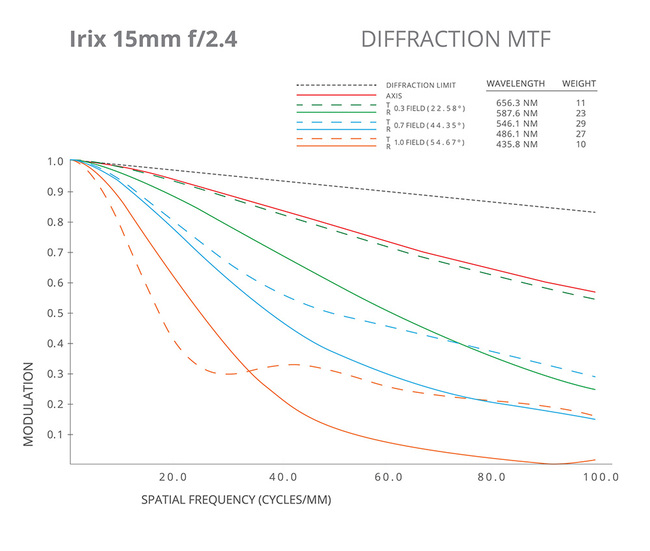 Irix 15mm f/2.4
DIFFRACTION MTF
DIFFRACTION LIMIT
AXIS
T
R 0.3 FIELD (22.58°)
T
R 0.7 FIELD (44.35°)
T
R 1.0 FIELD (54.67°)
WAVELENGTH WEIGHT
656.3 NM 11
587.6 NM 23
546.1 NM 29
486.1 NM 27
435.8 NM 10
1.0
0.9
0.8
0.7
0.6
0.5
0.4
0.3
0.2
0.1
MODULATION
20.0 40.0 60.0 80.0 100.0
SPATIAL FREQUENCY (CYCLES/MM)